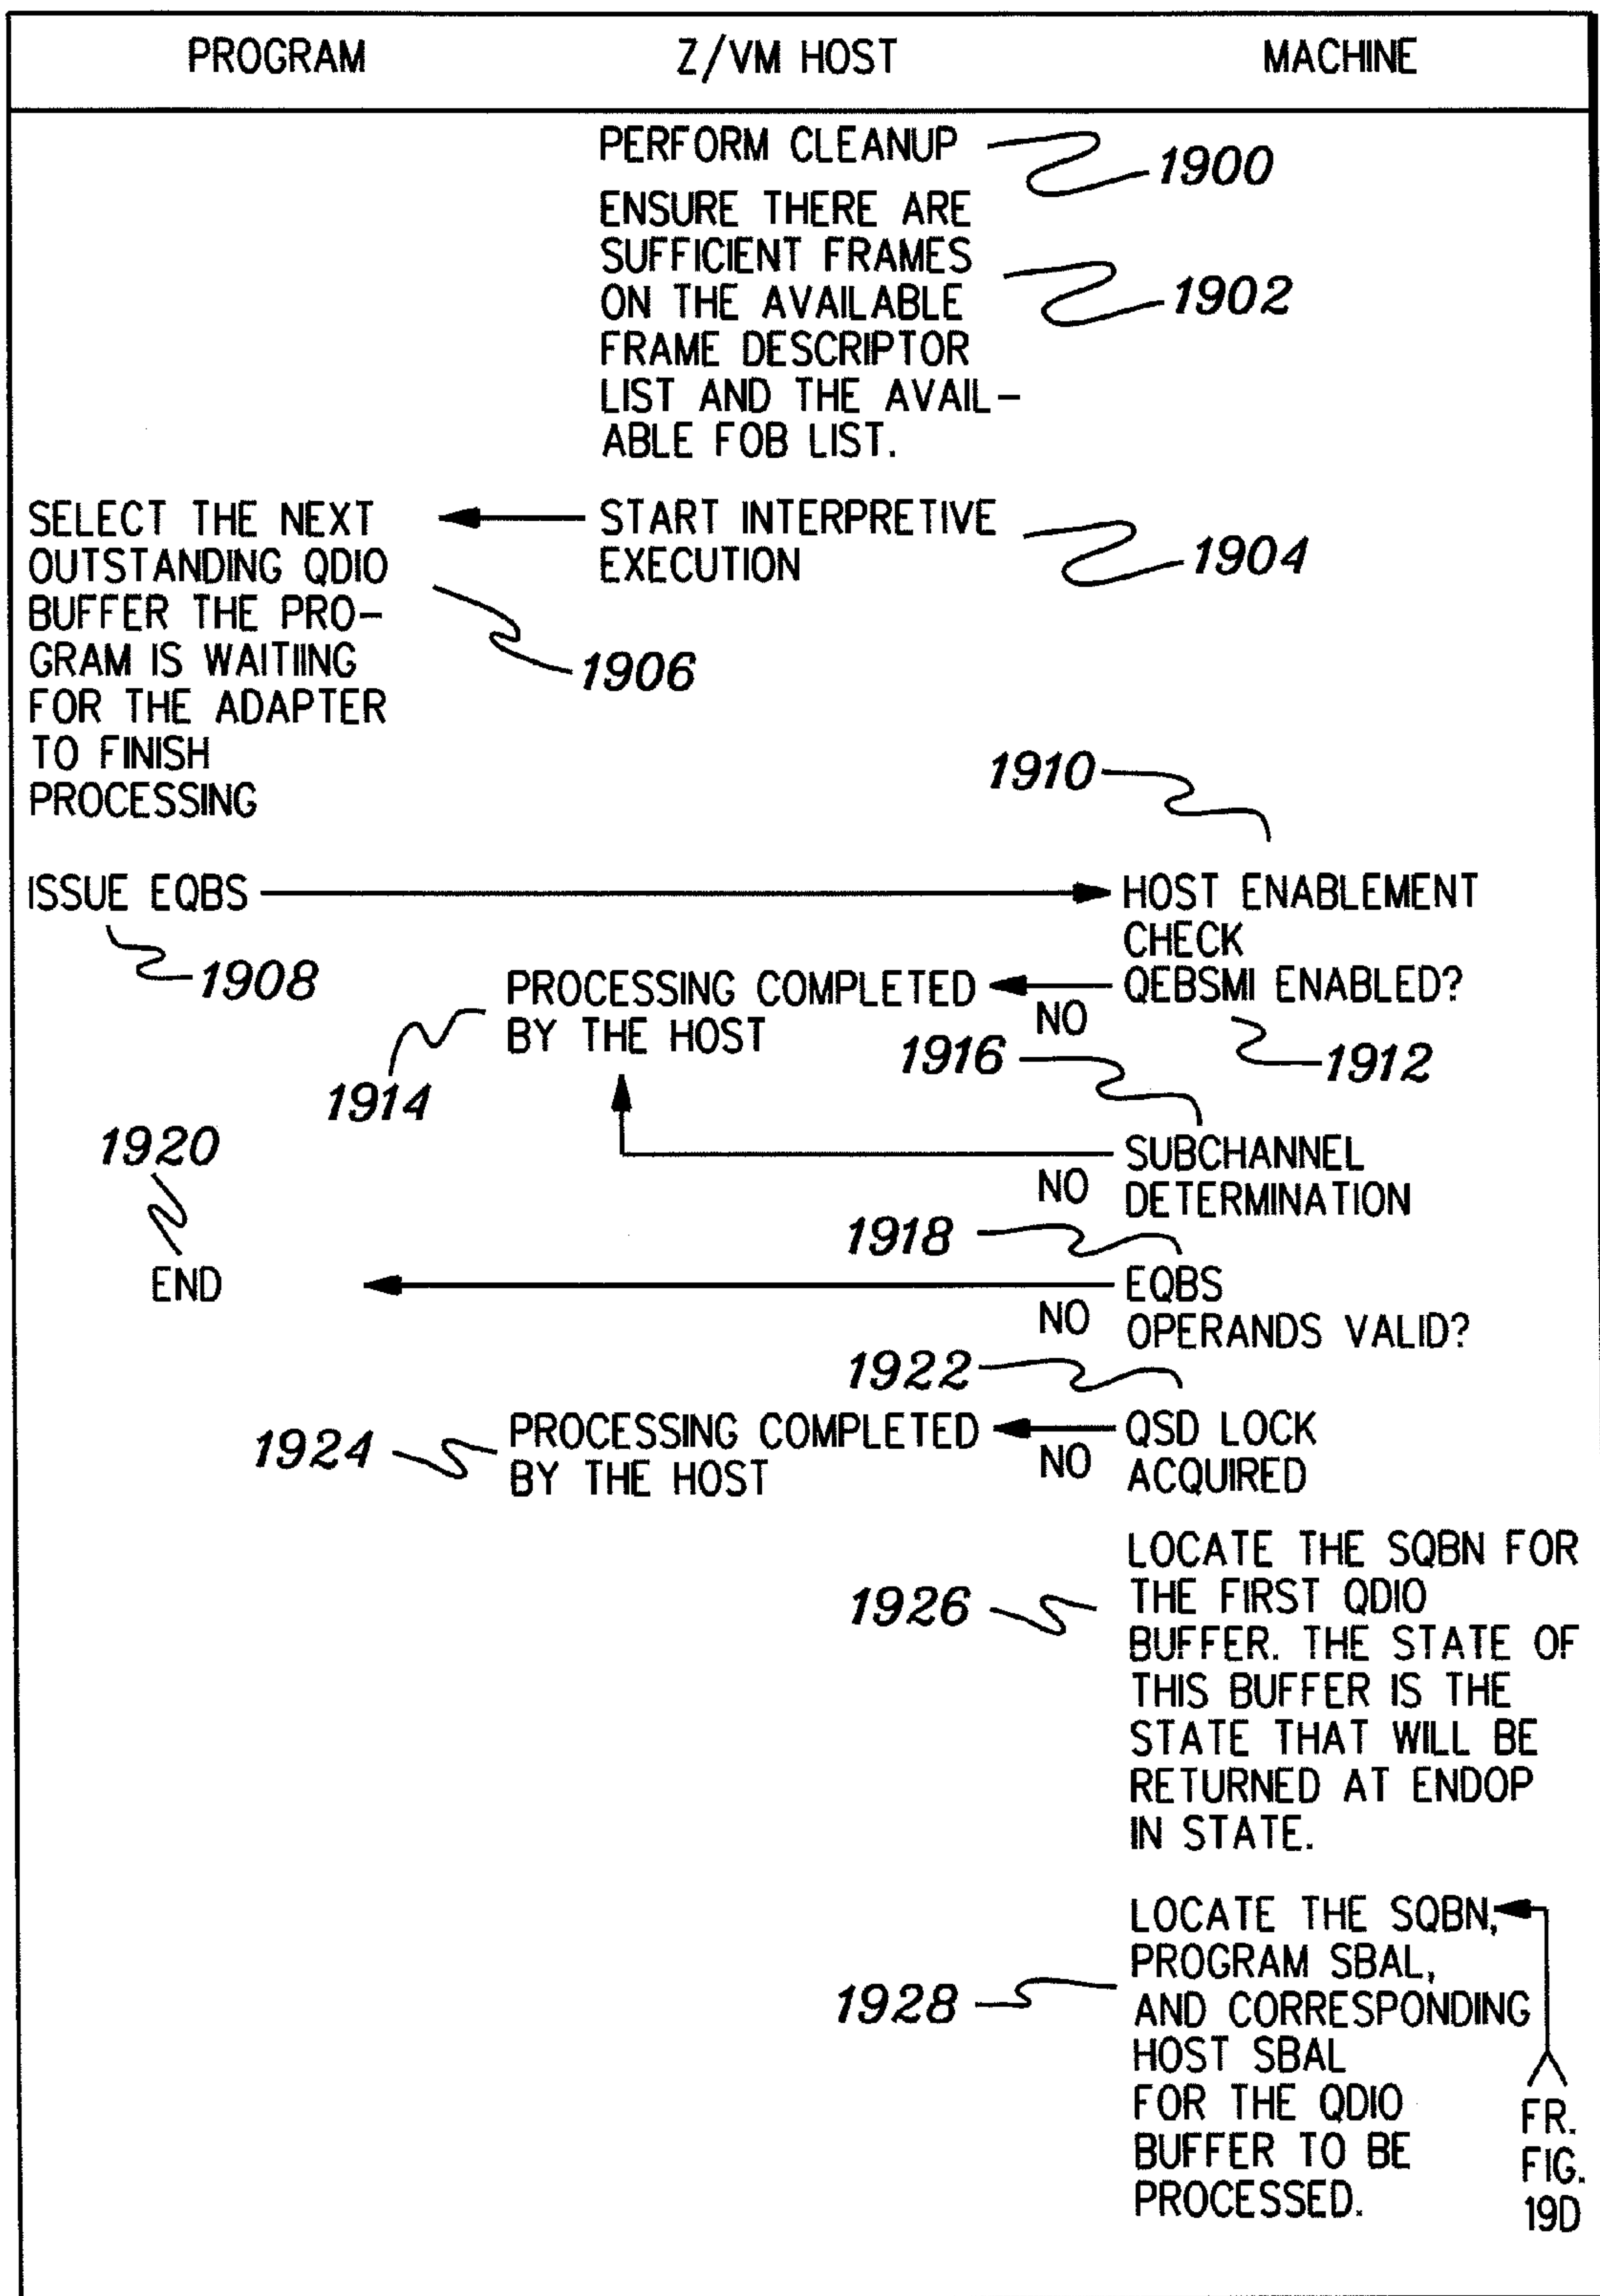 PROGRAM
Z/VM HOST
MACHINE
PERFORM CLEANUP
1900
ENSURE THERE ARE
SUFFICIENT FRAMES
ON THE AVAILABLE
FRAME DESCRIPTOR
LIST AND THE AVAIL-
ABLE FOB LIST.
1902
SELECT THE NEXT
OUTSTANDING QDIO
BUFFER THE PRO-
GRAM IS WAITIING
FOR THE ADAPTER
TO FINISH
PROCESSING
START INTERPRETIVE
EXECUTION
1904
1906
1910
ISSUE EQBS
1908
HOST ENABLEMENT
CHECK
QEBSMI ENABLED?
NO
1912
PROCESSING COMPLETED
BY THE HOST
1914
1916
SUBCHANNEL
DETERMINATION
NO
1920
END
1918
EQBS
OPERANDS VALID?
NO
1922
QSD LOCK
ACQUIRED
NO
PROCESSING COMPLETED
BY THE HOST
1924
LOCATE THE SQBN FOR
THE FIRST QDIO
BUFFER. THE STATE OF
THIS BUFFER IS THE
STATE THAT WILL BE
RETURNED AT ENDOP
IN STATE.
1926
LOCATE THE SQBN,
PROGRAM SBAL,
AND CORRESPONDING
HOST SBAL
FOR THE QDIO
BUFFER TO BE
PROCESSED.
1928
FR.
FIG.
19D